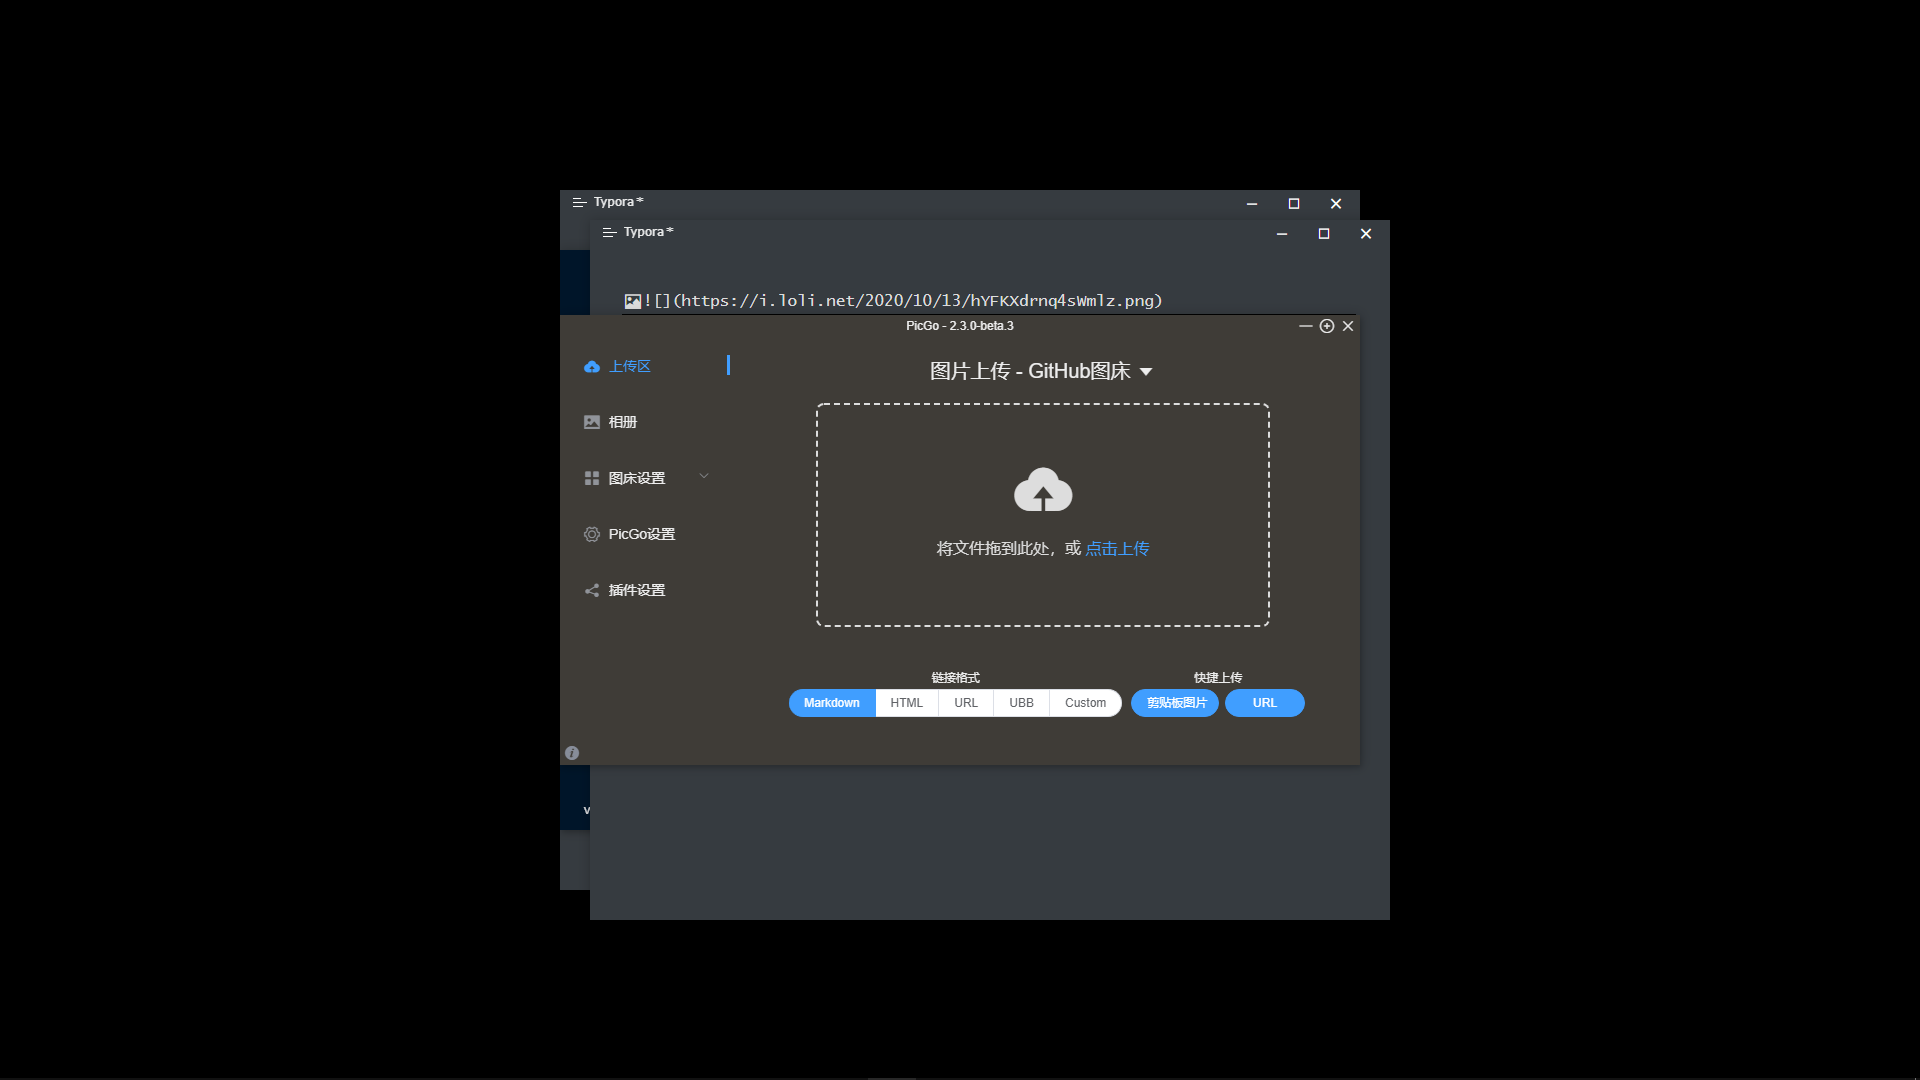 Typora*
Typora*
![](https://i.loli.net/2020/10/13/hYFKXdrnq4sWmlz.png)
PicGo - 2.3.0-beta.3
上传区
相册
图床设置
PicGo设置
插件设置
图片上传 - GitHub图床
将文件拖到此处，或 点击上传
链接格式
Markdown HTML URL UBB Custom
快捷上传
剪贴板图片 URL
v